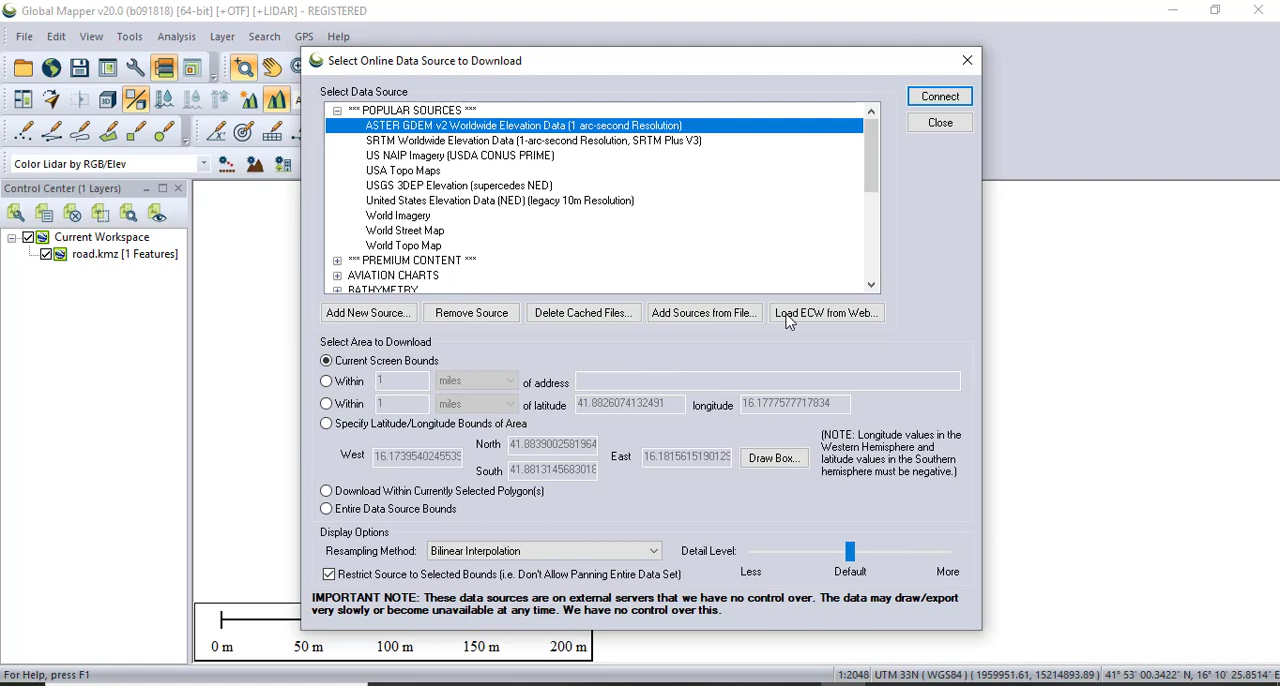 Global Mapper v20.0 (b091818) [64-bit] [+OTF] [+LIDAR] - REGISTERED
File Edit View Tools Analysis Layer Search GPS Help
Select Online Data Source to Download
Select Data Source
*** POPULAR SOURCES ***
ASTER GDEM v2 Worldwide Elevation Data (1 arc-second Resolution)
SRTM Worldwide Elevation Data (1-arc-second Resolution, SRTM Plus V3)
US NAIP Imagery (USDA CONUS PRIME)
USA Topo Maps
USGS 3DEP Elevation (supercedes NED)
United States Elevation Data (NED) (legacy 10m Resolution)
World Imagery
World Street Map
World Topo Map
*** PREMIUM CONTENT ***
AVIATION CHARTS
BATHYMETRY
Connect
Close
Add New Source... Remove Source Delete Cached Files... Add Sources from File... Load ECW from Web...
Color Lidar by RGB/Elev
Control Center (1 Layers)
Current Workspace
road.kmz [1 Features]
Select Area to Download
Current Screen Bounds
Within 1 miles of address
Within 1 miles of latitude 41.8826074132491 longitude 16.1777577717834
Specify Latitude/Longitude Bounds of Area
North 41.8839002581964
West 16.1739540245539 East 16.1815615190129 Draw Box...
South 41.8813145683018
(NOTE: Longitude values in the
Western Hemisphere and
latitude values in the Southern
hemisphere must be negative.)
Download Within Currently Selected Polygon(s)
Entire Data Source Bounds
Display Options
Resampling Method: Bilinear Interpolation Detail Level:
Less Default More
Restrict Source to Selected Bounds (i.e. Don't Allow Panning Entire Data Set)
IMPORTANT NOTE: These data sources are on external servers that we have no control over. The data may draw/export
very slowly or become unavailable at any time. We have no control over this.
0 m 50 m 100 m 150 m 200 m
For Help, press F1
1:2048 UTM 33N ( WGS84 ) ( 1959951.61, 15214893.89 ) 41° 53' 00.3422" N, 16° 10' 25.8514" E